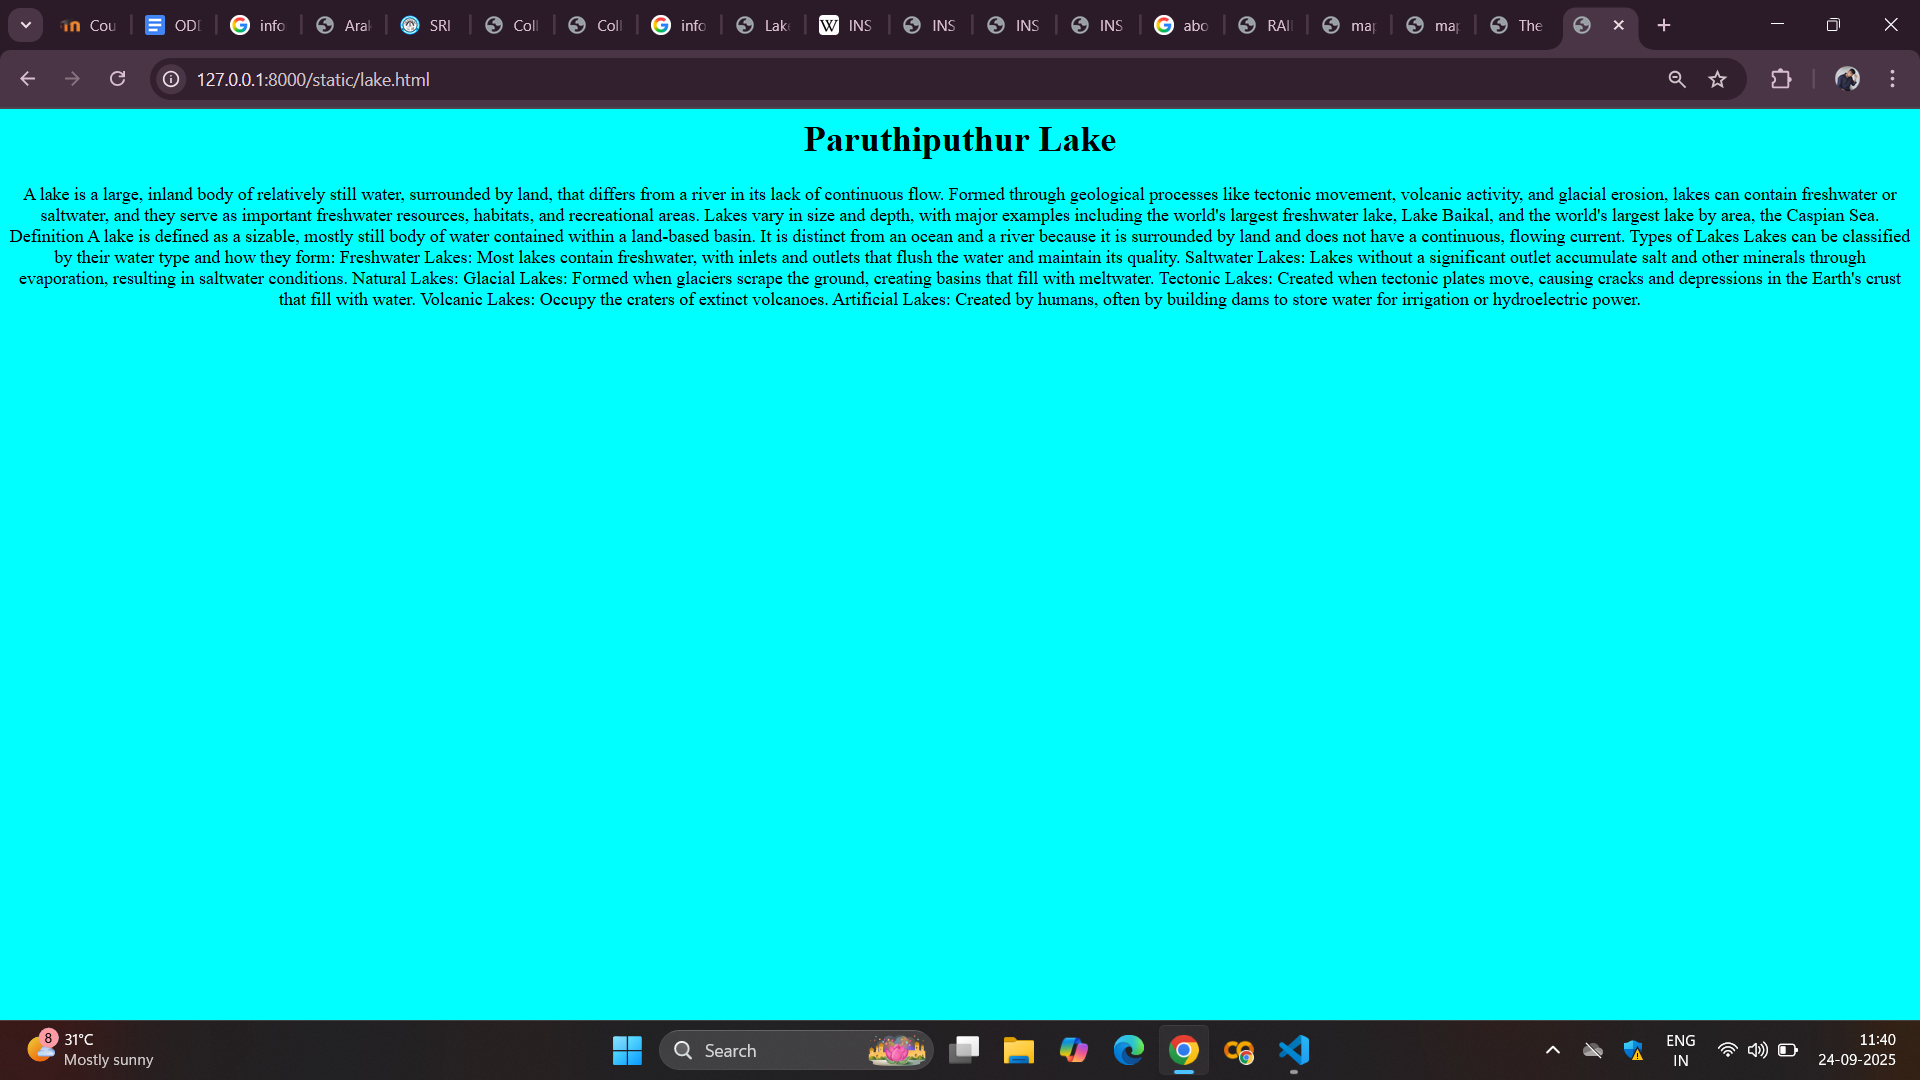 Cou
ODD
info
Arak
SRI
Coll
Coll
info
Lake
INS
INS
INS
INS
abo
RAI
map
map
The
127.0.0.1:8000/static/lake.html
Paruthiputhur Lake
A lake is a large, inland body of relatively still water, surrounded by land, that differs from a river in its lack of continuous flow. Formed through geological processes like tectonic movement, volcanic activity, and glacial erosion, lakes can contain freshwater or
saltwater, and they serve as important freshwater resources, habitats, and recreational areas. Lakes vary in size and depth, with major examples including the world's largest freshwater lake, Lake Baikal, and the world's largest lake by area, the Caspian Sea.
Definition A lake is defined as a sizable, mostly still body of water contained within a land-based basin. It is distinct from an ocean and a river because it is surrounded by land and does not have a continuous, flowing current. Types of Lakes Lakes can be classified
by their water type and how they form: Freshwater Lakes: Most lakes contain freshwater, with inlets and outlets that flush the water and maintain its quality. Saltwater Lakes: Lakes without a significant outlet accumulate salt and other minerals through
evaporation, resulting in saltwater conditions. Natural Lakes: Glacial Lakes: Formed when glaciers scrape the ground, creating basins that fill with meltwater. Tectonic Lakes: Created when tectonic plates move, causing cracks and depressions in the Earth's crust
that fill with water. Volcanic Lakes: Occupy the craters of extinct volcanoes. Artificial Lakes: Created by humans, often by building dams to store water for irrigation or hydroelectric power.
8
31°C
Mostly sunny
Search
ENG
IN
11:40
24-09-2025